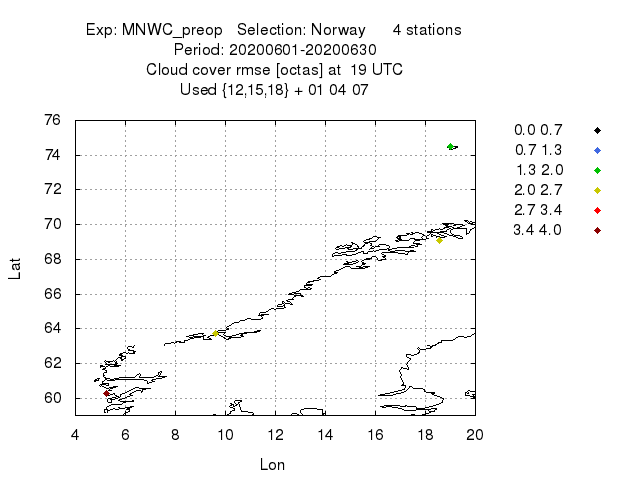 Exp: MNWC_preop   Selection: Norway      4 stations
Period: 20200601-20200630
Cloud cover rmse [octas] at  19 UTC
Used {12,15,18} + 01 04 07
76
74
72
70
68
66
64
62
60
Lat
4 6 8 10 12 14 16 18 20
Lon
0.0 0.7
0.7 1.3
1.3 2.0
2.0 2.7
2.7 3.4
3.4 4.0